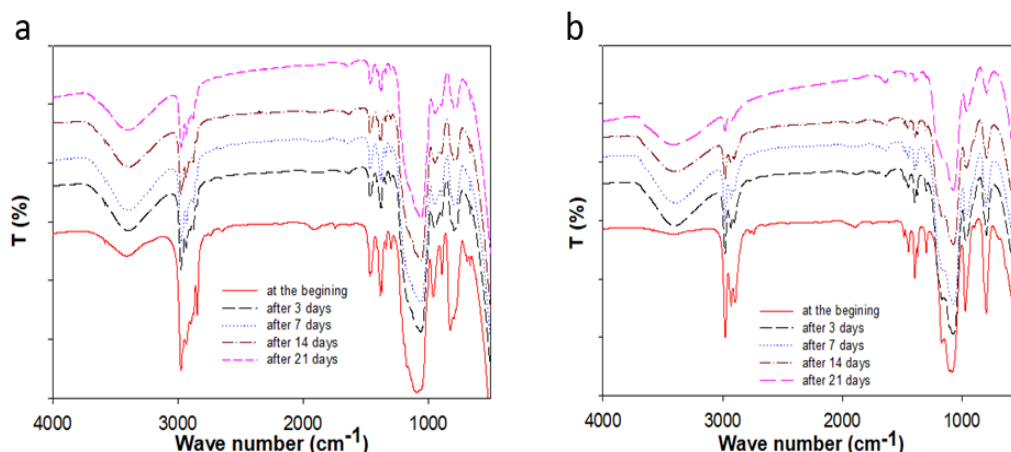 a
T (%)
at the begining
after 3 days
after 7 days
after 14 days
after 21 days
4000 3000 2000 1000
Wave number (cm-1)
b
T (%)
at the begining
after 3 days
after 7 days
after 14 days
after 21 days
4000 3000 2000 1000
Wave number (cm-1)